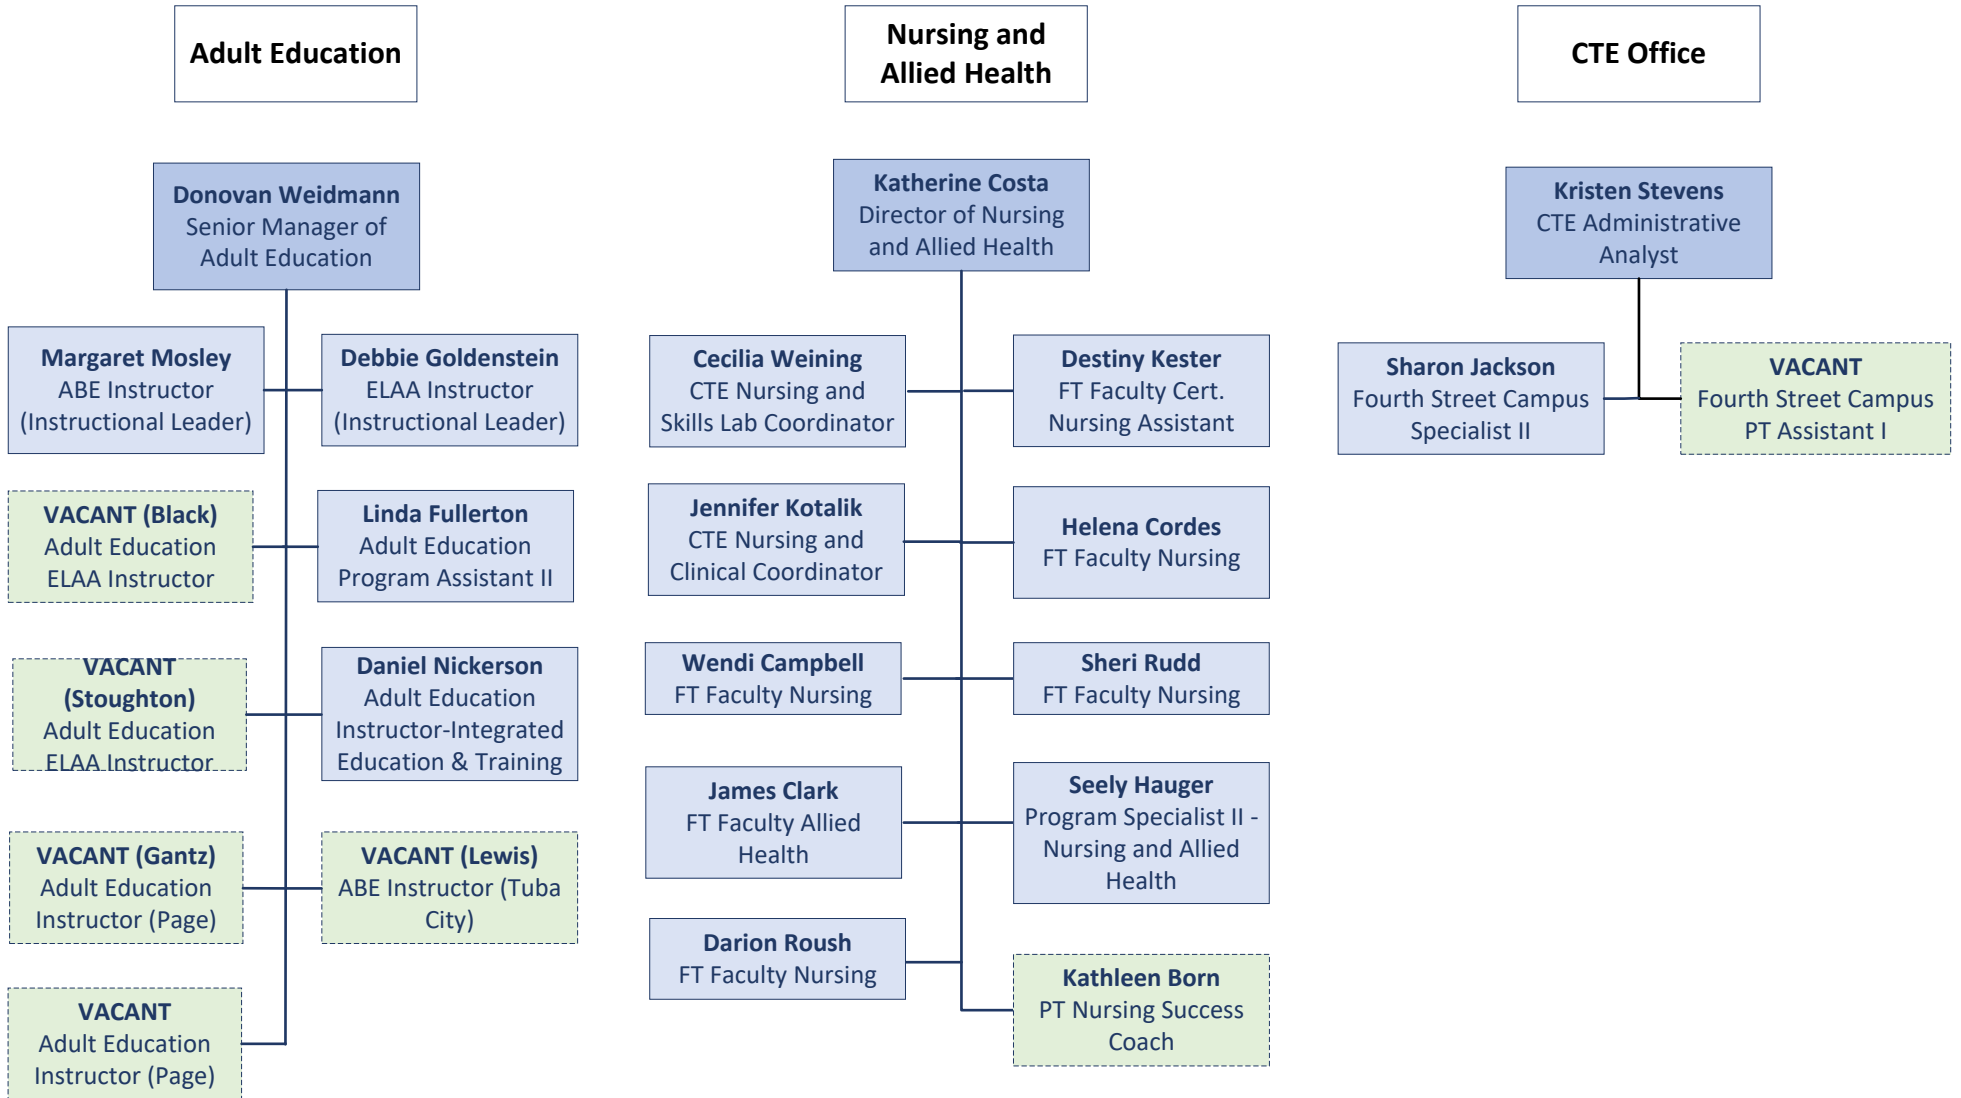 Adult Education
Donovan Weidmann
Senior Manager of
Adult Education
Margaret Mosley
ABE Instructor
(Instructional Leader)
Debbie Goldenstein
ELAA Instructor
(Instructional Leader)
VACANT (Black)
Adult Education
ELAA Instructor
Linda Fullerton
Adult Education
Program Assistant II
VACANT
(Stoughton)
Adult Education
ELAA Instructor
Daniel Nickerson
Adult Education
Instructor-Integrated
Education & Training
VACANT (Gantz)
Adult Education
Instructor (Page)
VACANT (Lewis)
ABE Instructor (Tuba
City)
VACANT
Adult Education
Instructor (Page)
Nursing and
Allied Health
Katherine Costa
Director of Nursing
and Allied Health
Cecilia Weining
CTE Nursing and
Skills Lab Coordinator
Destiny Kester
FT Faculty Cert.
Nursing Assistant
Jennifer Kotalik
CTE Nursing and
Clinical Coordinator
Helena Cordes
FT Faculty Nursing
Wendi Campbell
FT Faculty Nursing
Sheri Rudd
FT Faculty Nursing
James Clark
FT Faculty Allied
Health
Seely Hauger
Program Specialist II -
Nursing and Allied
Health
Darion Roush
FT Faculty Nursing
Kathleen Born
PT Nursing Success
Coach
CTE Office
Kristen Stevens
CTE Administrative
Analyst
Sharon Jackson
Fourth Street Campus
Specialist II
VACANT
Fourth Street Campus
PT Assistant I